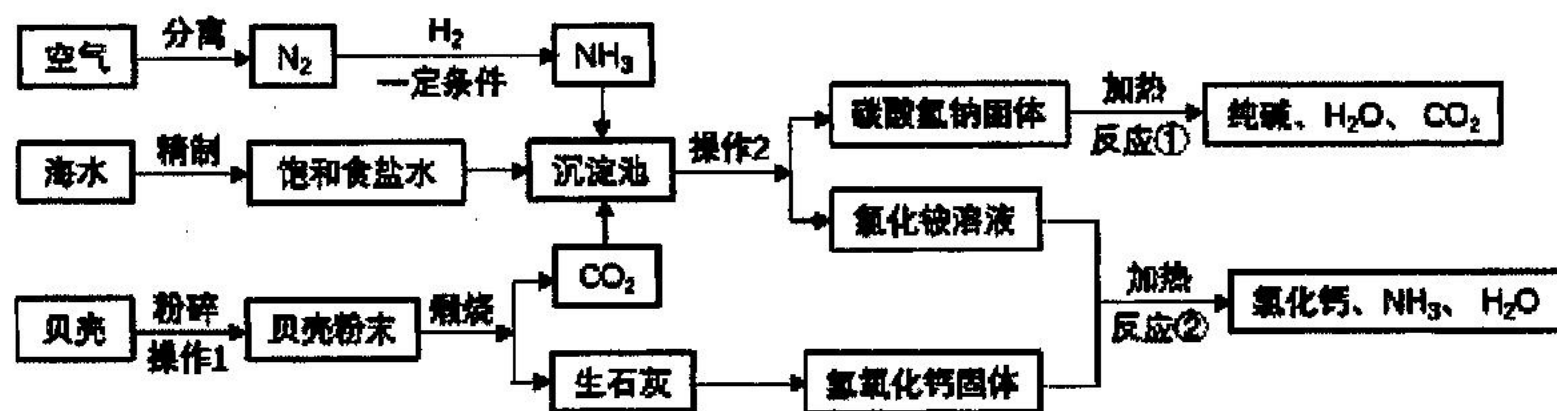 空气 分离 N₂ H₂ 一定条件 NH₃
碳酸氢钠固体 加热 反应① 纯碱、H₂O、CO₂
海水 精制 饱和食盐水 沉淀池 操作2
氯化铵溶液
CO₂
加热 反应② 氯化钙、NH₃、H₂O
贝壳 粉碎 操作1 贝壳粉末 煅烧
生石灰 氢氧化钙固体